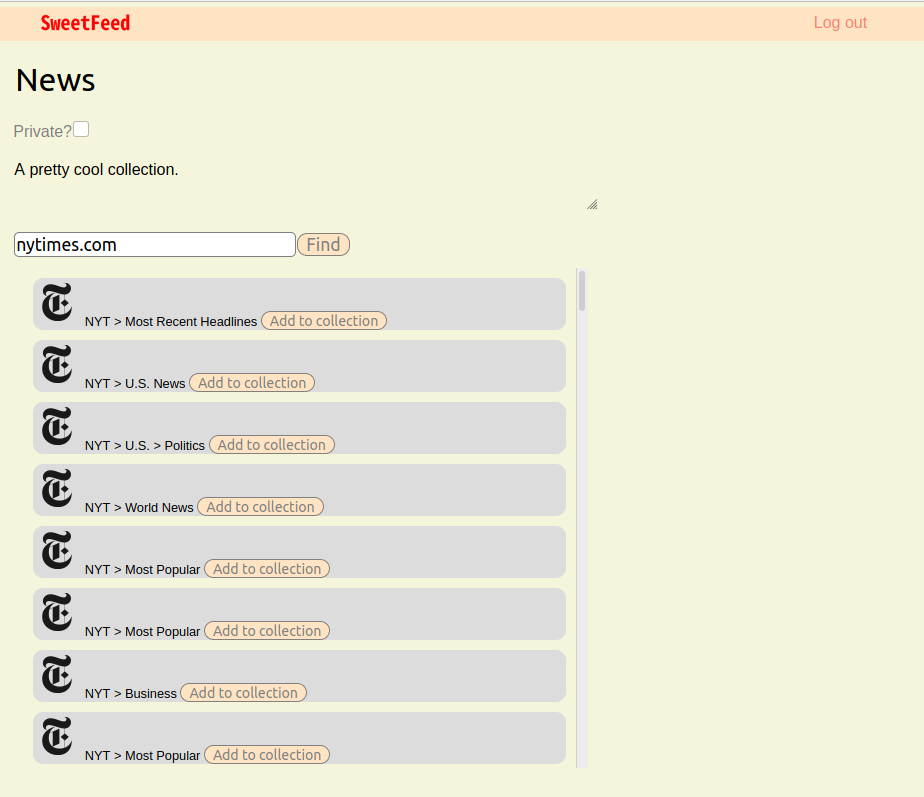 SweetFeed Log out
News
Private?
A pretty cool collection.
nytimes.com Find
NYT > Most Recent Headlines Add to collection
NYT > U.S. News Add to collection
NYT > U.S. > Politics Add to collection
NYT > World News Add to collection
NYT > Most Popular Add to collection
NYT > Most Popular Add to collection
NYT > Business Add to collection
NYT > Most Popular Add to collection